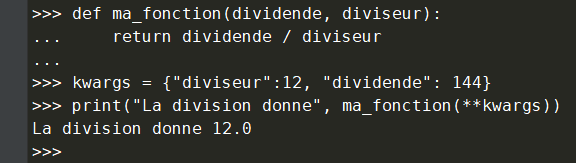 >>> def ma_fonction(dividende, diviseur):
...     return dividende / diviseur
...
>>> kwargs = {"diviseur":12, "dividende": 144}
>>> print("La division donne", ma_fonction(**kwargs))
La division donne 12.0
>>>